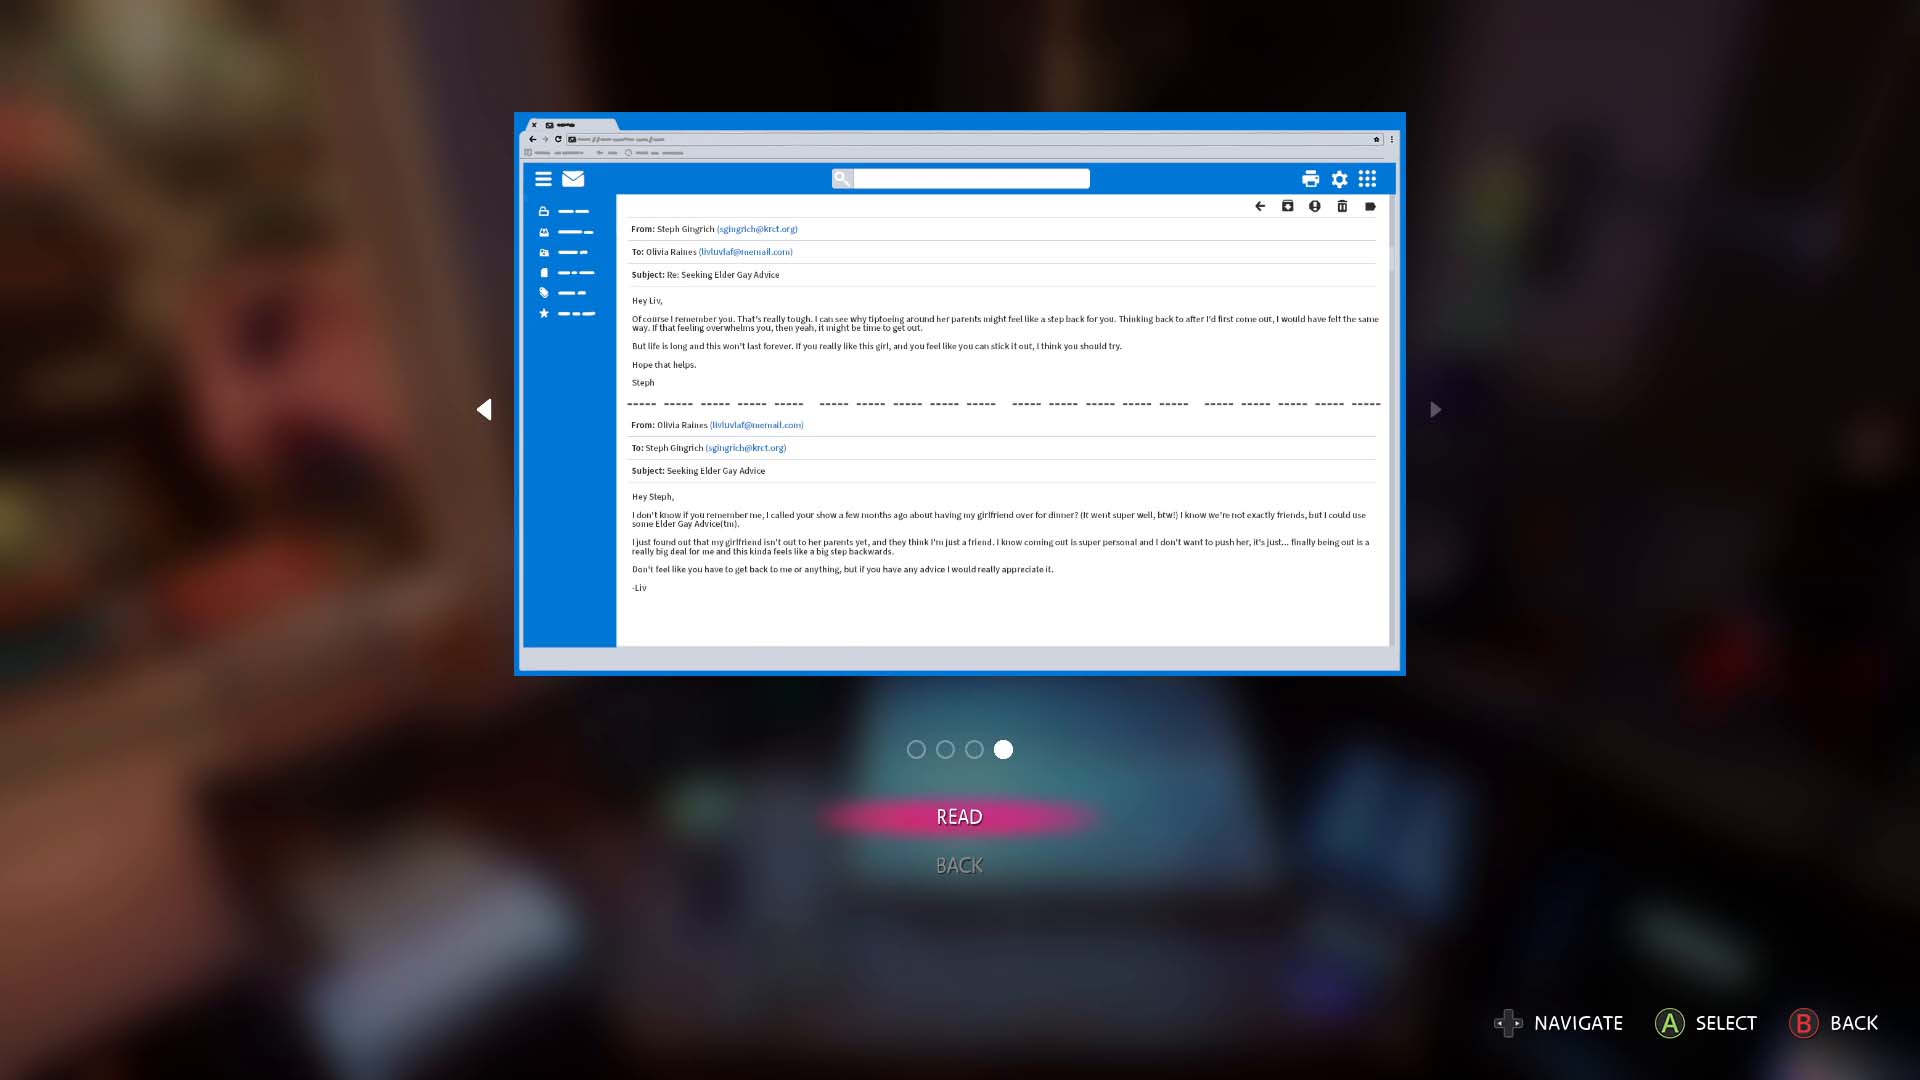 From: Steph Gingrich (sgingrich@krct.org)
To: Olivia Raines (livluvlaf@memail.com)
Subject: Re: Seeking Elder Gay Advice
Hey Liv,
Of course I remember you. That's really tough. I can see why tiptoeing around her parents might feel like a step back for you. Thinking back to after I'd first come out, I would have felt the same
way. If that feeling overwhelms you, then yeah, it might be time to get out.
But life is long and this won't last forever. If you really like this girl, and you feel like you can stick it out, I think you should try.
Hope that helps.
Steph
From: Olivia Raines (livluvlaf@memail.com)
To: Steph Gingrich (sgingrich@krct.org)
Subject: Seeking Elder Gay Advice
Hey Steph,
I don't know if you remember me, I called your show a few months ago about having my girlfriend over for dinner? (It went super well, btw!) I know we're not exactly friends, but I could use
some Elder Gay Advice(tm).
I just found out that my girlfriend isn't out to her parents yet, and they think I'm just a friend. I know coming out is super personal and I don't want to push her, it's just... finally being out is a
really big deal for me and this kinda feels like a big step backwards.
Don't feel like you have to get back to me or anything, but if you have any advice I would really appreciate it.
-Liv
READ
BACK
NAVIGATE A SELECT B BACK